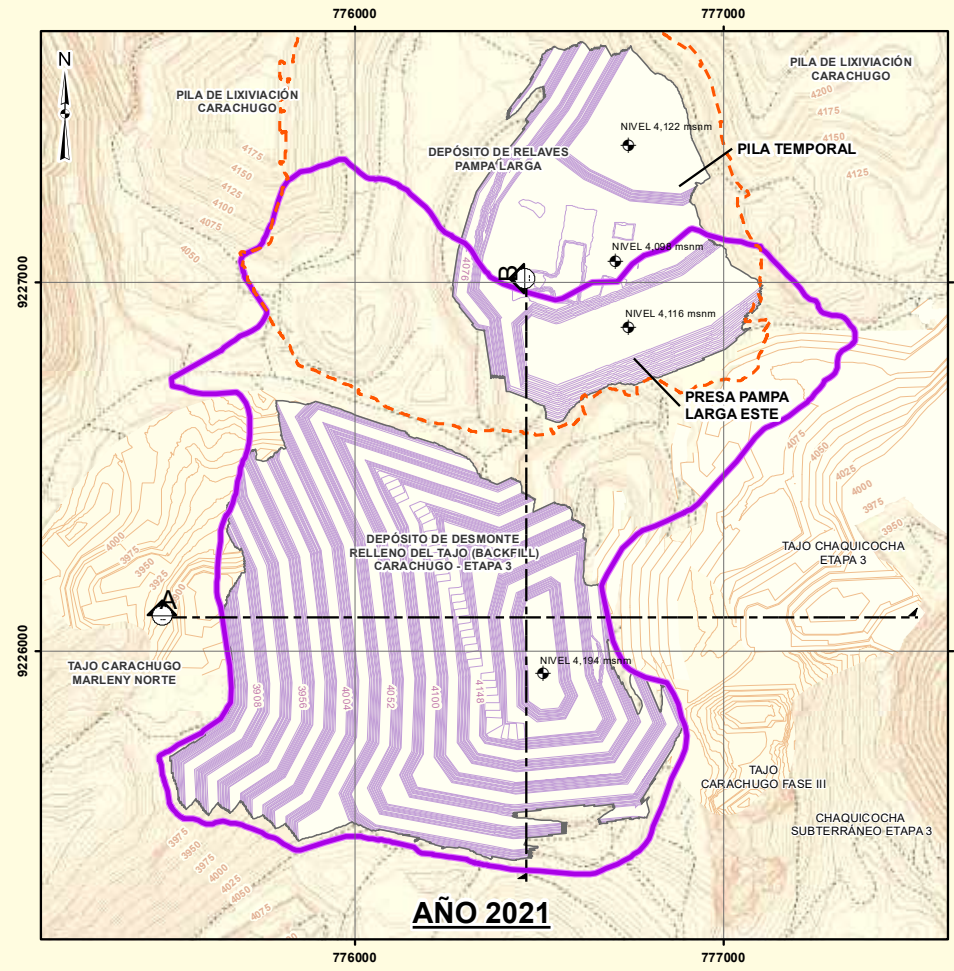 776000
777000
N
PILA DE LIXIVIACIÓN
CARACHUGO
4175
4150
4125
4100
4075
4050
DEPÓSITO DE RELAVES
PAMPA LARGA
NIVEL 4,122 msnm
PILA TEMPORAL
PILA DE LIXIVIACIÓN
CARACHUGO
4200
4175
4150
4125
9227000
4076
B
NIVEL 4,098 msnm
NIVEL 4,116 msnm
PRESA PAMPA
LARGA ESTE
4075
4050
4025
4000
3975
3950
TAJO CHAQUICOCHA
ETAPA 3
DEPÓSITO DE DESMONTE
RELLENO DEL TAJO (BACKFILL)
CARACHUGO - ETAPA 3
4000
3975
3950
3925
A
9226000
TAJO CARACHUGO
MARLENY NORTE
NIVEL 4,194 msnm
3908
3956
4004
4052
4100
4148
TAJO
CARACHUGO FASE III
CHAQUICOCHA
SUBTERRÁNEO ETAPA 3
3975
3950
3975
4000
4025
4050
4075
AÑO 2021
776000
777000